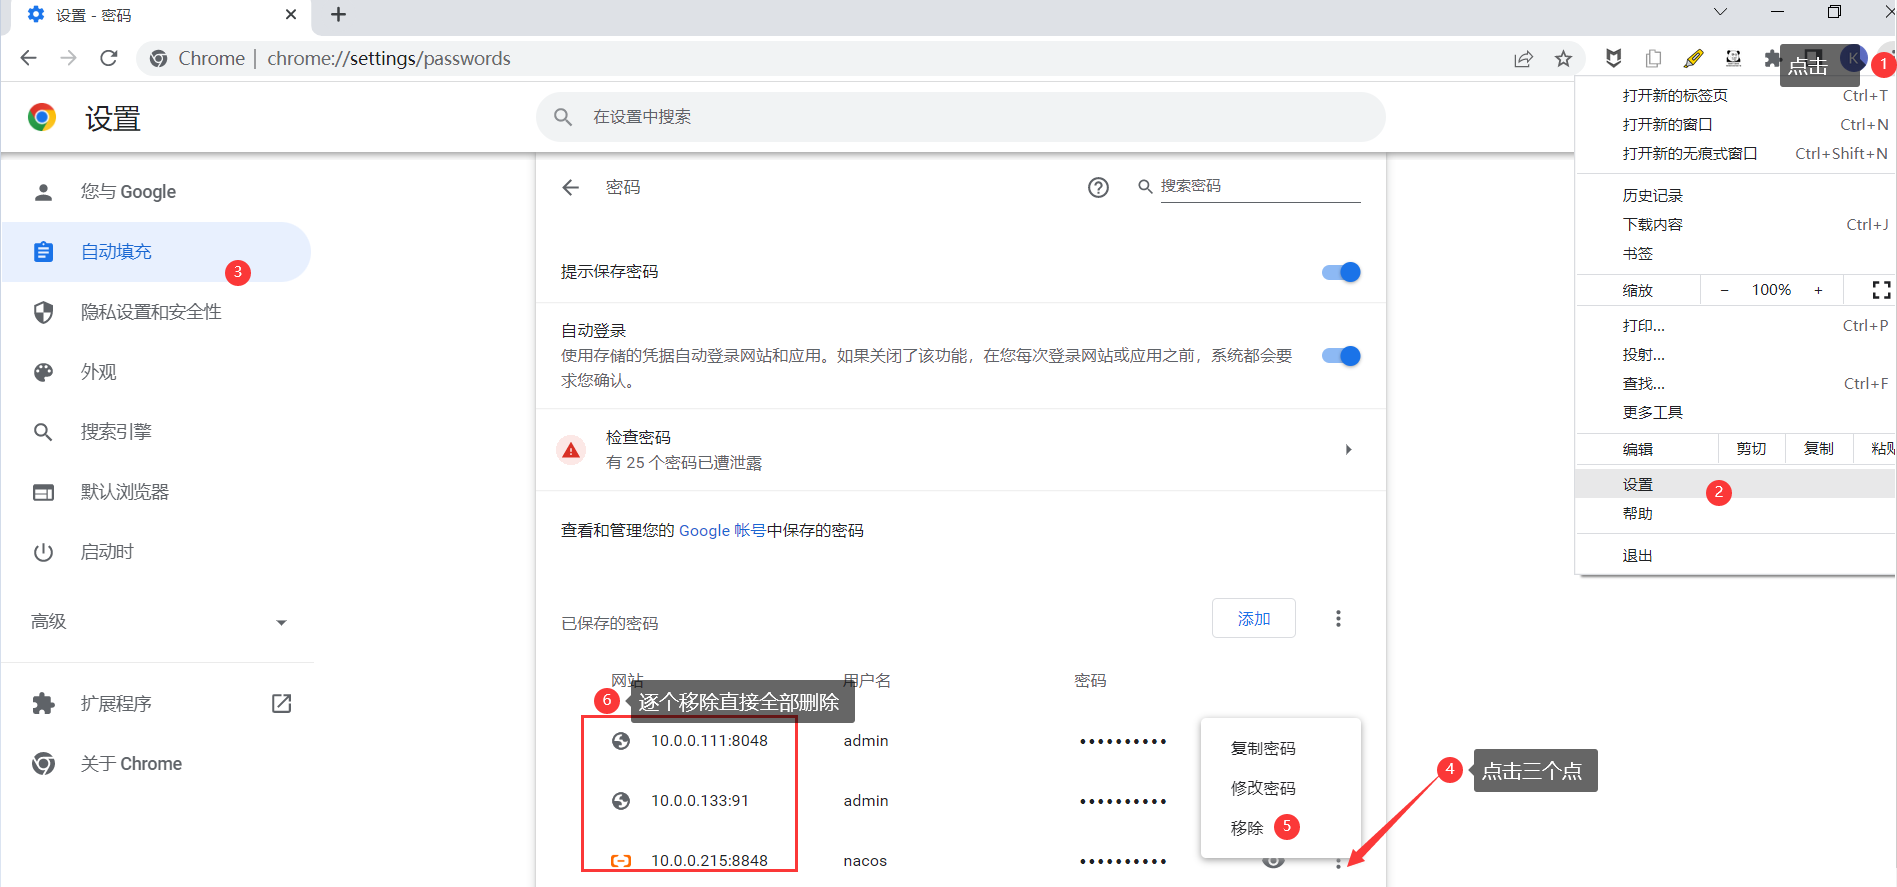 设置 - 密码
Chrome | chrome://settings/passwords
K
点击
1
设置
在设置中搜索
打开新的标签页 Ctrl+T
打开新的窗口 Ctrl+N
打开新的无痕式窗口 Ctrl+Shift+N
历史记录
下载内容 Ctrl+J
书签
缩放 − 100% +
打印... Ctrl+P
投射...
查找... Ctrl+F
更多工具
编辑 剪切 复制 粘贴
设置 2
帮助
退出
您与 Google
自动填充
3
隐私设置和安全性
外观
搜索引擎
默认浏览器
启动时
高级
扩展程序
关于 Chrome
密码
搜索密码
提示保存密码
自动登录
使用存储的凭据自动登录网站和应用。如果关闭了该功能，在您每次登录网站或应用之前，系统都会要
求您确认。
检查密码
有 25 个密码已遭泄露
查看和管理您的 Google 帐号中保存的密码
已保存的密码
添加
网站 用户名 密码
6 逐个移除直接全部删除
10.0.0.111:8048 admin ••••••••••
10.0.0.133:91 admin ••••••••••
10.0.0.215:8848 nacos ••••••••••
复制密码
修改密码
移除 5
4 点击三个点